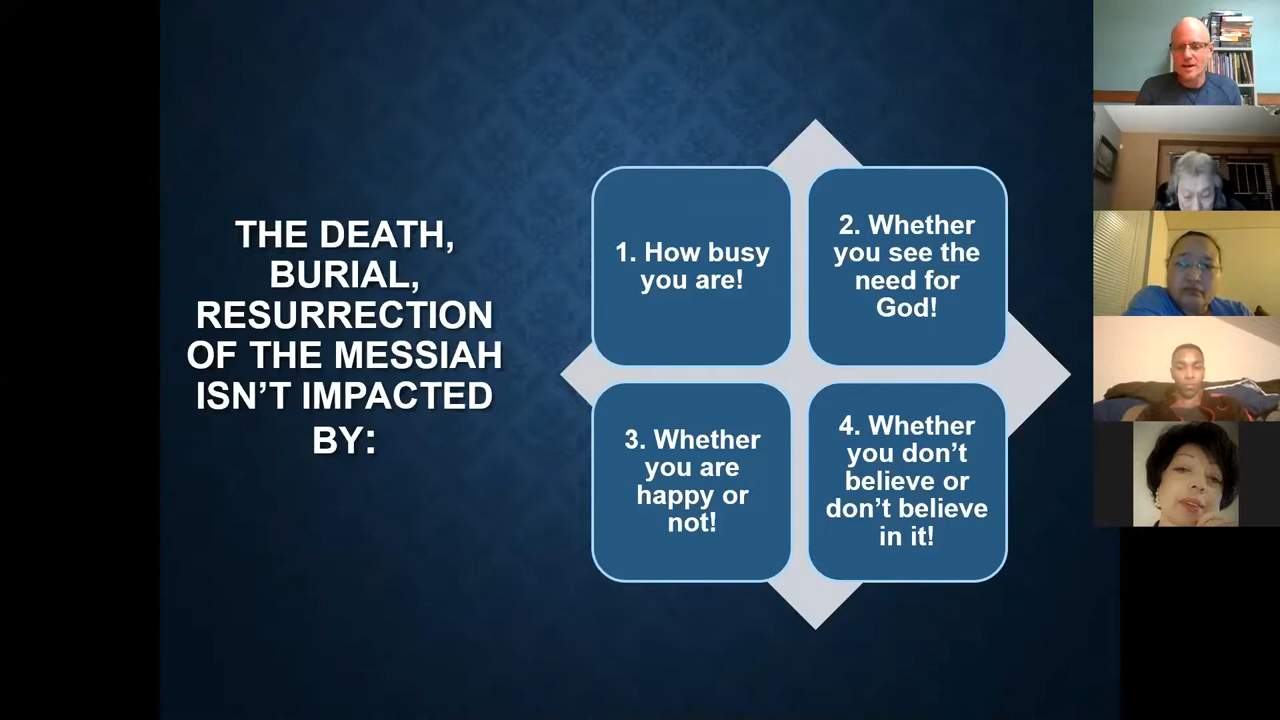 THE DEATH,
BURIAL,
RESURRECTION
OF THE MESSIAH
ISN'T IMPACTED
BY:
1. How busy
you are!
2. Whether
you see the
need for
God!
3. Whether
you are
happy or
not!
4. Whether
you don't
believe or
don't believe
in it!